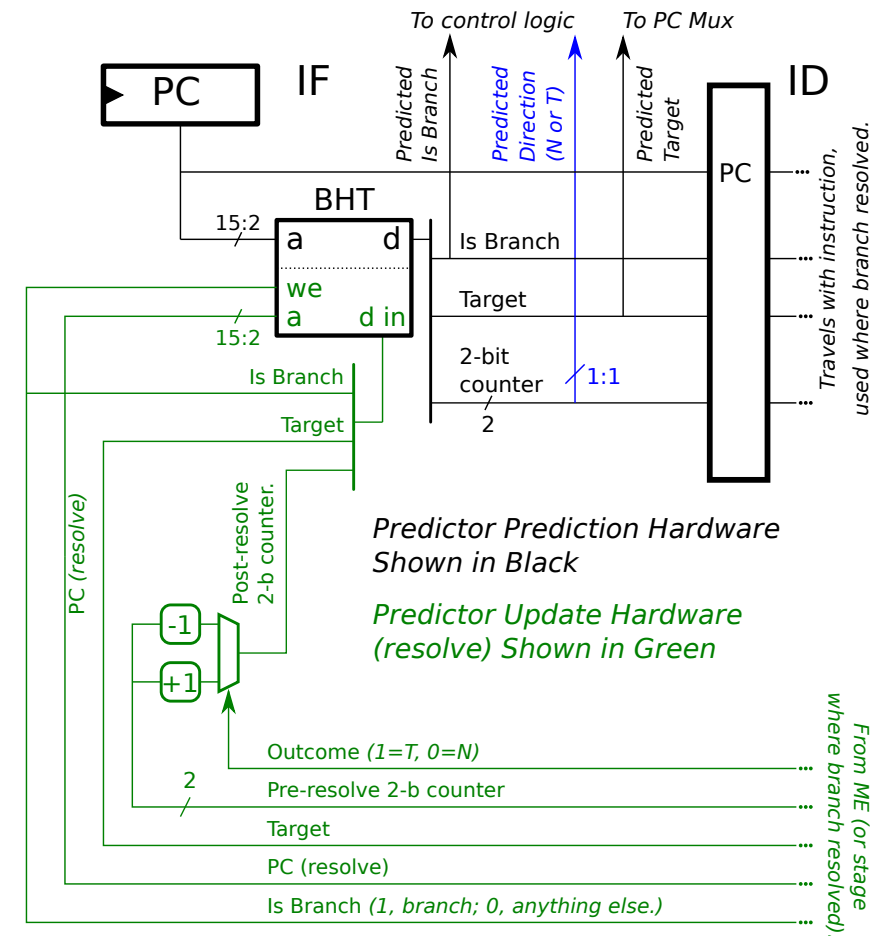 To control logic
To PC Mux
PC
IF
Predicted
Is Branch
Predicted
Direction
(N or T)
Predicted
Target
ID
PC
BHT
15:2
a
d
we
a
d in
15:2
Is Branch
Target
2-bit
counter
2
1:1
Travels with instruction,
used where branch resolved.
Is Branch
Target
Post-resolve
2-b counter.
PC (resolve)
Predictor Prediction Hardware
Shown in Black
Predictor Update Hardware
(resolve) Shown in Green
-1
+1
Outcome (1=T, 0=N)
2
Pre-resolve 2-b counter
Target
PC (resolve)
Is Branch (1, branch; 0, anything else.)
From ME (or stage
where branch resolved).